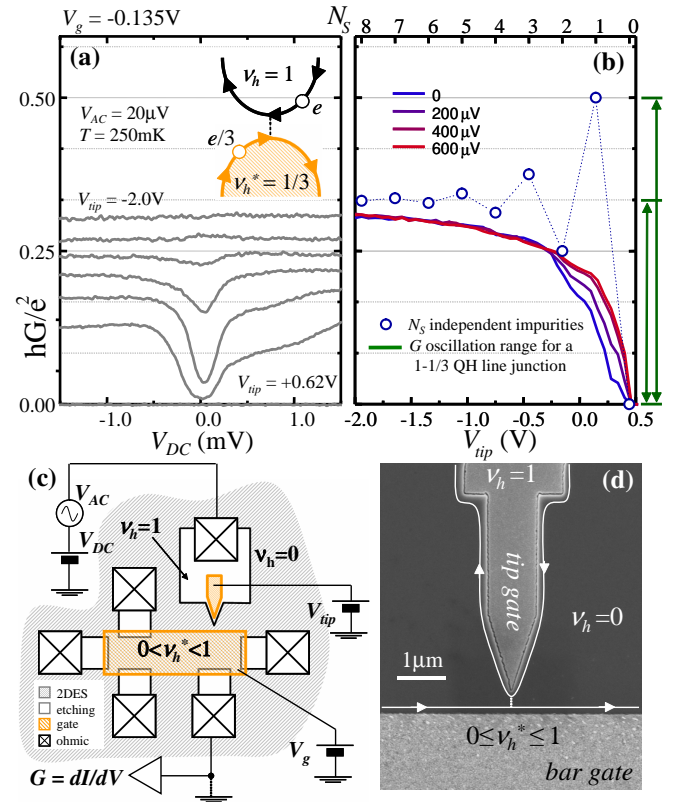 V_g = -0.135V
N_S
8 7 6 5 4 3 2 1 0
(a)
ν_h = 1
e
V_AC = 20μV
T = 250mK
e/3
ν_h* = 1/3
V_tip = -2.0V
V_tip = +0.62V
0.50
0.25
0.00
hG/e²
-1.0 0.0 1.0
V_DC (mV)
(b)
0
200 μV
400 μV
600 μV
N_S independent impurities
G oscillation range for a
1-1/3 QH line junction
-2.0 -1.5 -1.0 -0.5 0.0 0.5
V_tip (V)
(c)
V_AC
V_DC
ν_h=1
ν_h=0
V_tip
0<ν_h*<1
2DES
etching
gate
ohmic
V_g
G = dI/dV
(d)
ν_h=1
tip gate
ν_h=0
1μm
0≤ν_h*≤1
bar gate